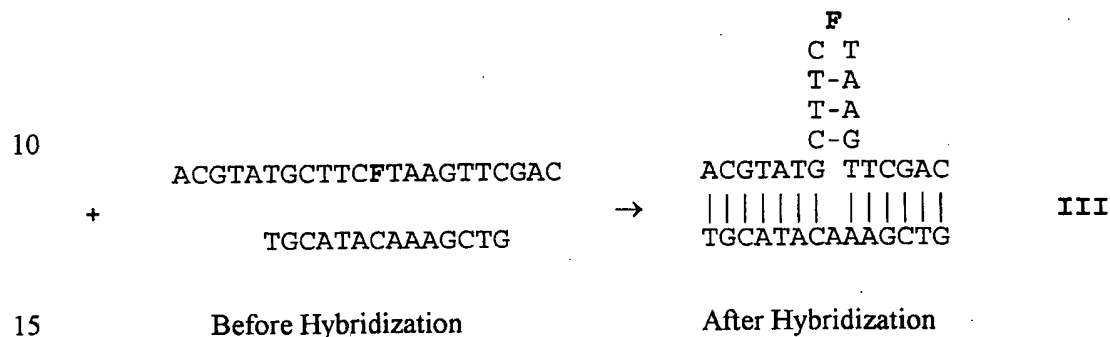 F
C T
T-A
T-A
10 C-G
ACGTATGCTTCFTAAGTTCGAC ACGTATG TTCGAC
+ → ||||||| |||||| III
TGCATACAAAGCTG TGCATACAAAGCTG
15 Before Hybridization After Hybridization